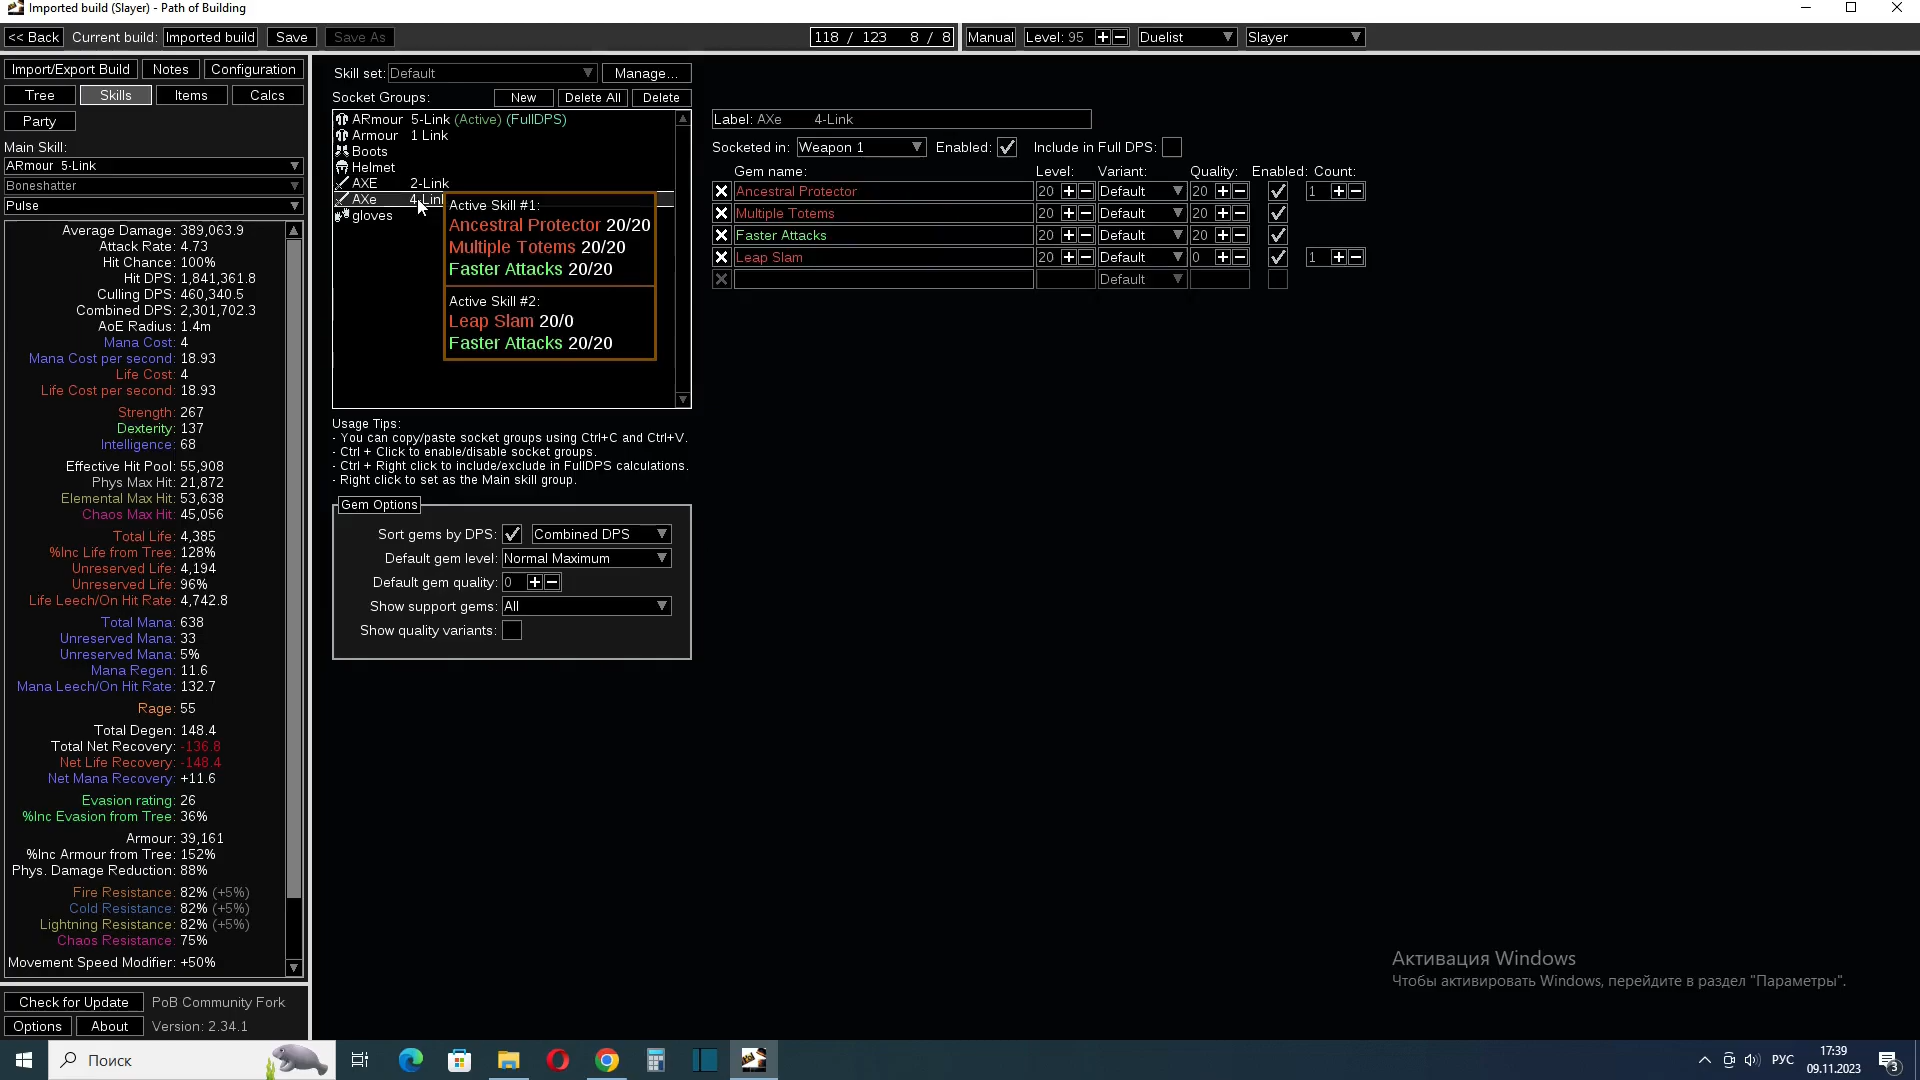 Imported build (Slayer) - Path of Building
<< Back
Current build:
Imported build
Save
Save As
118 / 123 8 / 8
Manual
Level: 95
Duelist
Slayer
Import/Export Build
Notes
Configuration
Tree
Skills
Items
Calcs
Party
Main Skill:
ARmour 5-Link
Boneshatter
Pulse
Average Damage: 389,063.9
Attack Rate: 4.73
Hit Chance: 100%
Hit DPS: 1,841,361.8
Culling DPS: 460,340.5
Combined DPS: 2,301,702.3
AoE Radius: 1.4m
Mana Cost: 4
Mana Cost per second: 18.93
Life Cost: 4
Life Cost per second: 18.93
Strength: 267
Dexterity: 137
Intelligence: 68
Effective Hit Pool: 55,908
Phys Max Hit: 21,872
Elemental Max Hit: 53,638
Chaos Max Hit: 45,056
Total Life: 4,385
%Inc Life from Tree: 128%
Unreserved Life: 4,194
Unreserved Life: 96%
Life Leech/On Hit Rate: 4,742.8
Total Mana: 638
Unreserved Mana: 33
Unreserved Mana: 5%
Mana Regen: 11.6
Mana Leech/On Hit Rate: 132.7
Rage: 55
Total Degen: 148.4
Total Net Recovery: -136.8
Net Life Recovery: -148.4
Net Mana Recovery: +11.6
Evasion rating: 26
%Inc Evasion from Tree: 36%
Armour: 39,161
%Inc Armour from Tree: 152%
Phys. Damage Reduction: 88%
Fire Resistance: 82% (+5%)
Cold Resistance: 82% (+5%)
Lightning Resistance: 82% (+5%)
Chaos Resistance: 75%
Movement Speed Modifier: +50%
Check for Update
PoB Community Fork
Options
About
Version: 2.34.1
Skill set: Default
Manage...
Socket Groups:
New
Delete All
Delete
ARmour 5-Link (Active) (FullDPS)
Armour 1 Link
Boots
Helmet
AXE 2-Link
AXe 4-Link
gloves
Active Skill #1:
Ancestral Protector 20/20
Multiple Totems 20/20
Faster Attacks 20/20
Active Skill #2:
Leap Slam 20/0
Faster Attacks 20/20
Usage Tips:
- You can copy/paste socket groups using Ctrl+C and Ctrl+V.
- Ctrl + Click to enable/disable socket groups.
- Ctrl + Right click to include/exclude in FullDPS calculations.
- Right click to set as the Main skill group.
Gem Options
Sort gems by DPS: Combined DPS
Default gem level: Normal Maximum
Default gem quality: 0
Show support gems: All
Show quality variants:
Label: AXe 4-Link
Socketed in: Weapon 1 Enabled: Include in Full DPS:
Gem name: Level: Variant: Quality: Enabled: Count:
Ancestral Protector 20 Default 20 1
Multiple Totems 20 Default 20
Faster Attacks 20 Default 20
Leap Slam 20 Default 0 1
Default
Активация Windows
Чтобы активировать Windows, перейдите в раздел "Параметры".
Поиск
РУС
17:39
09.11.2023
3